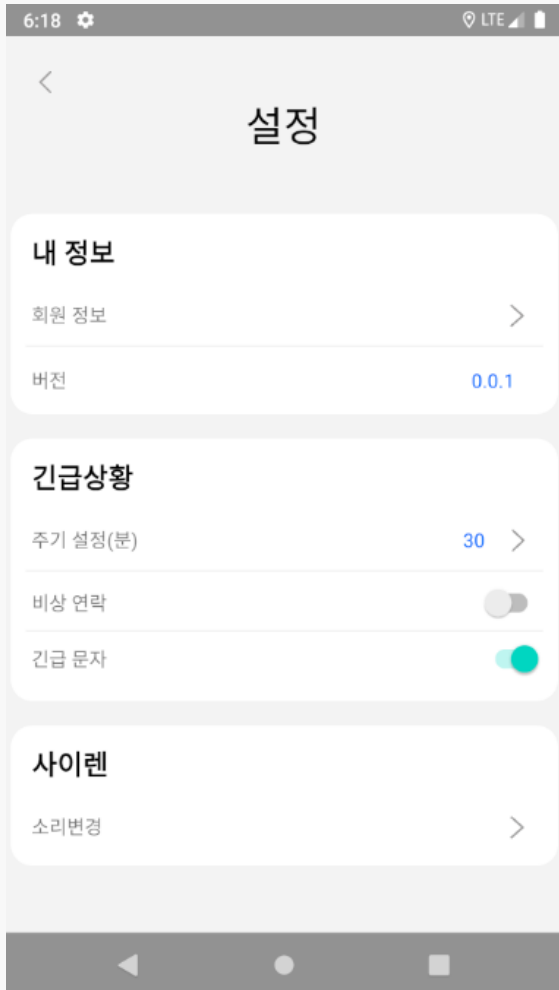 6:18 LTE
설정
내 정보
회원 정보
버전 0.0.1
긴급상황
주기 설정(분) 30
비상 연락
긴급 문자
사이렌
소리변경